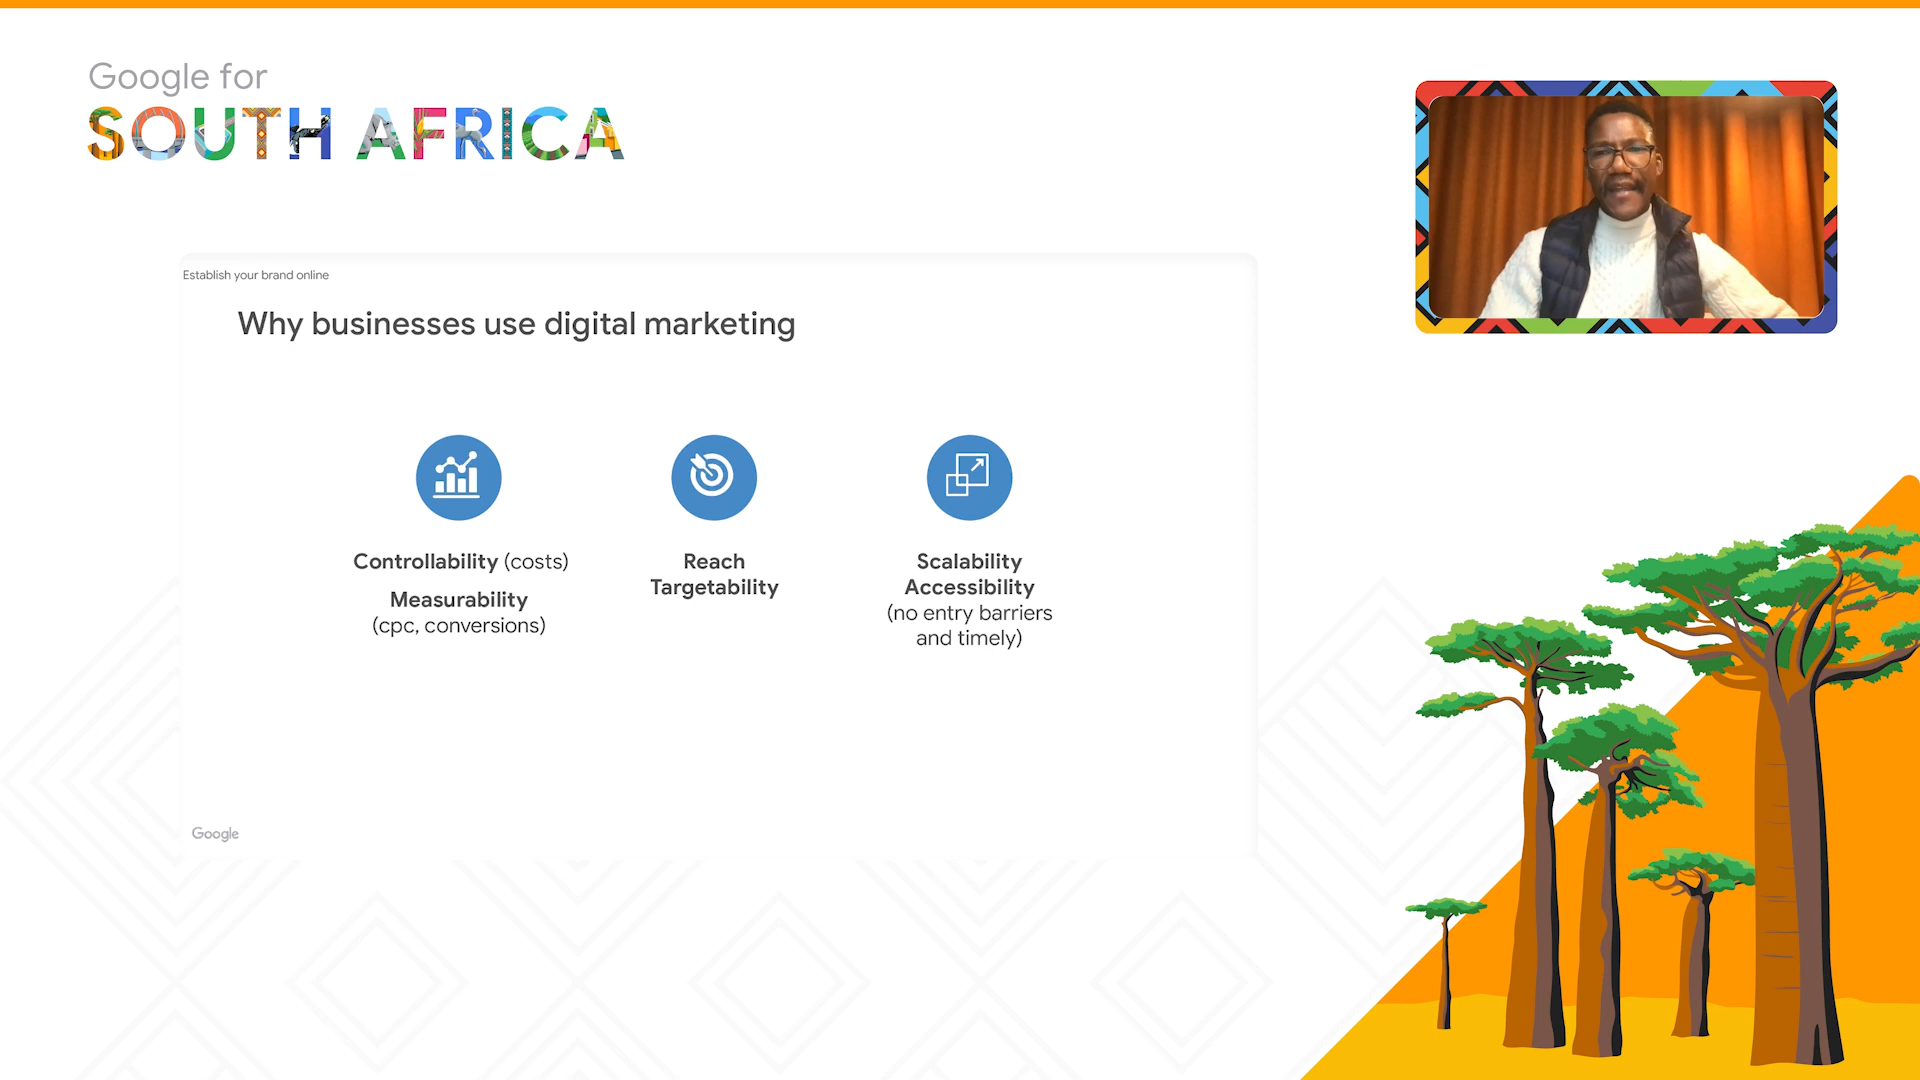 Google for
SOUTH AFRICA
Establish your brand online
Why businesses use digital marketing
Controllability (costs)
Measurability
(cpc, conversions)
Reach
Targetability
Scalability
Accessibility
(no entry barriers
and timely)
Google